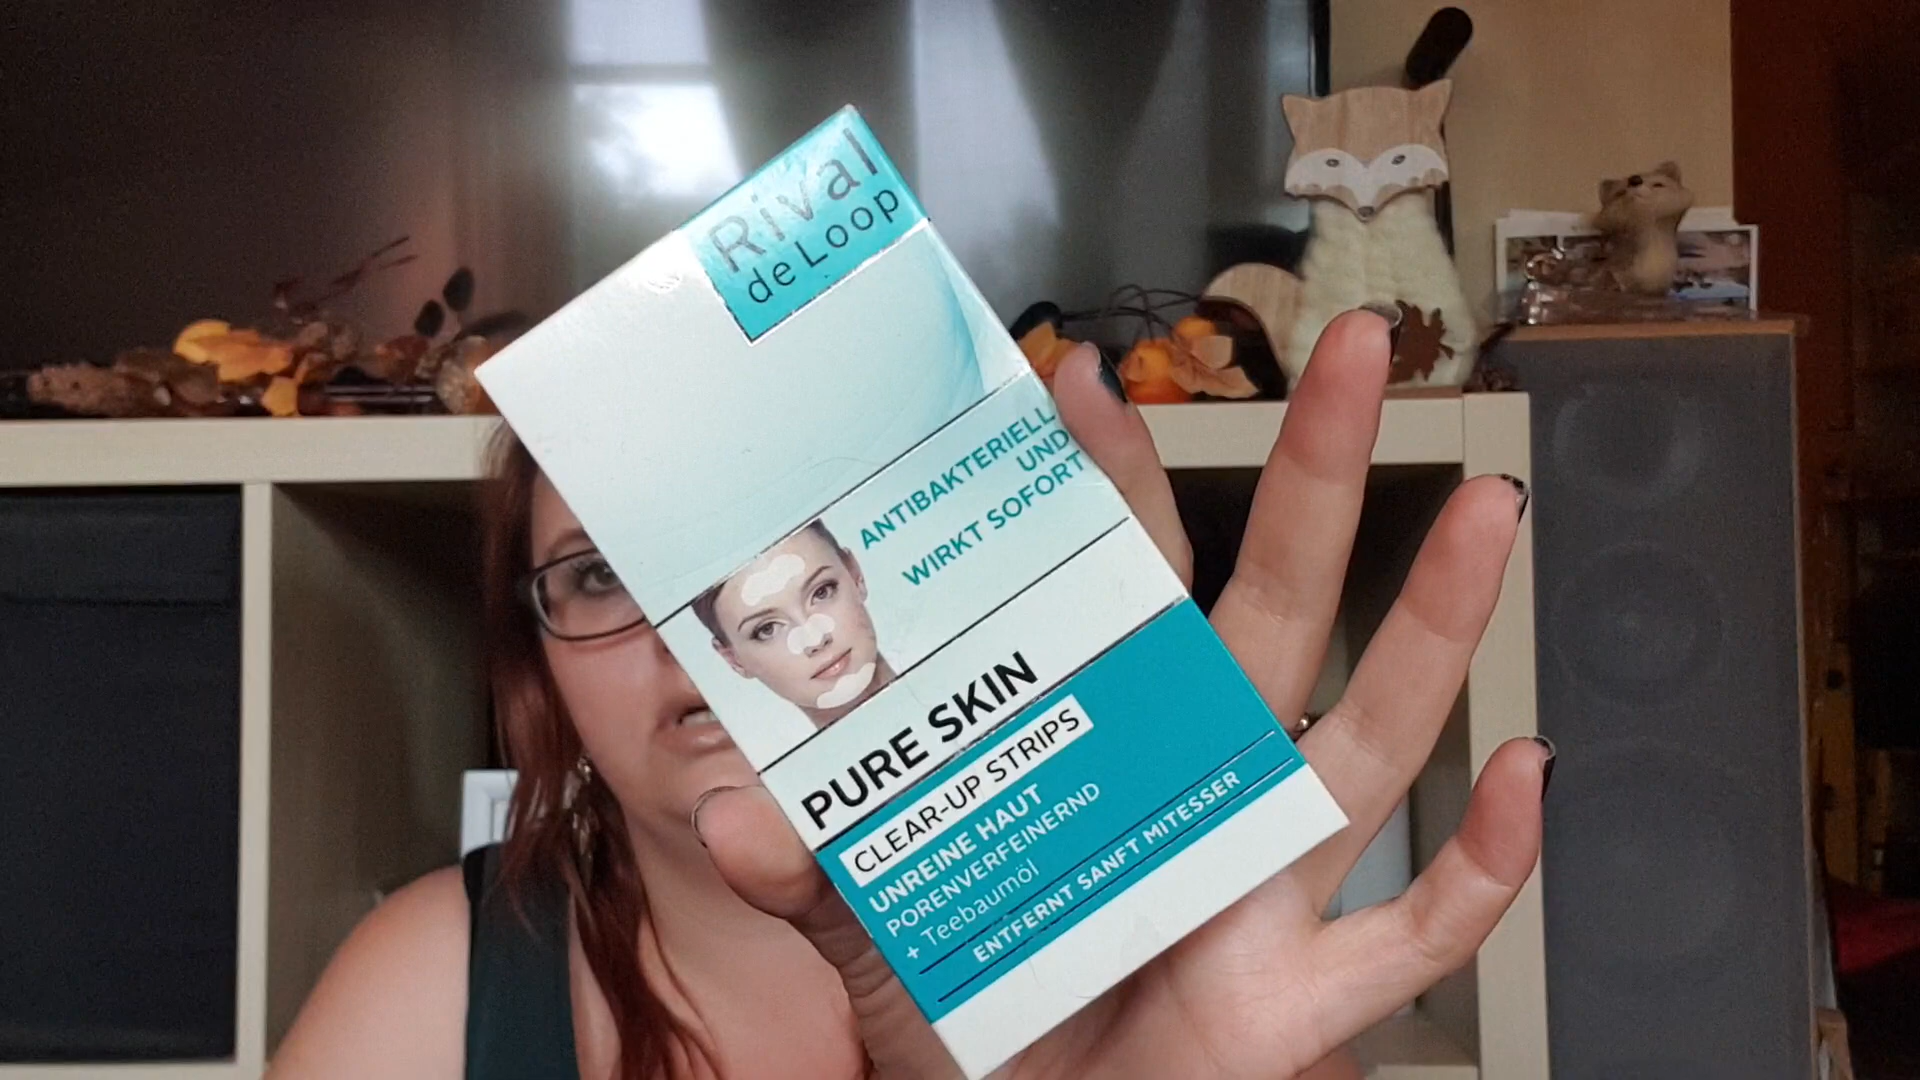 Rival
de Loop
ANTIBAKTERIELL
UND
WIRKT SOFORT
PURE SKIN
CLEAR-UP STRIPS
UNREINE HAUT
PORENVERFEINERND
+ Teebaumöl
ENTFERNT SANFT MITESSER